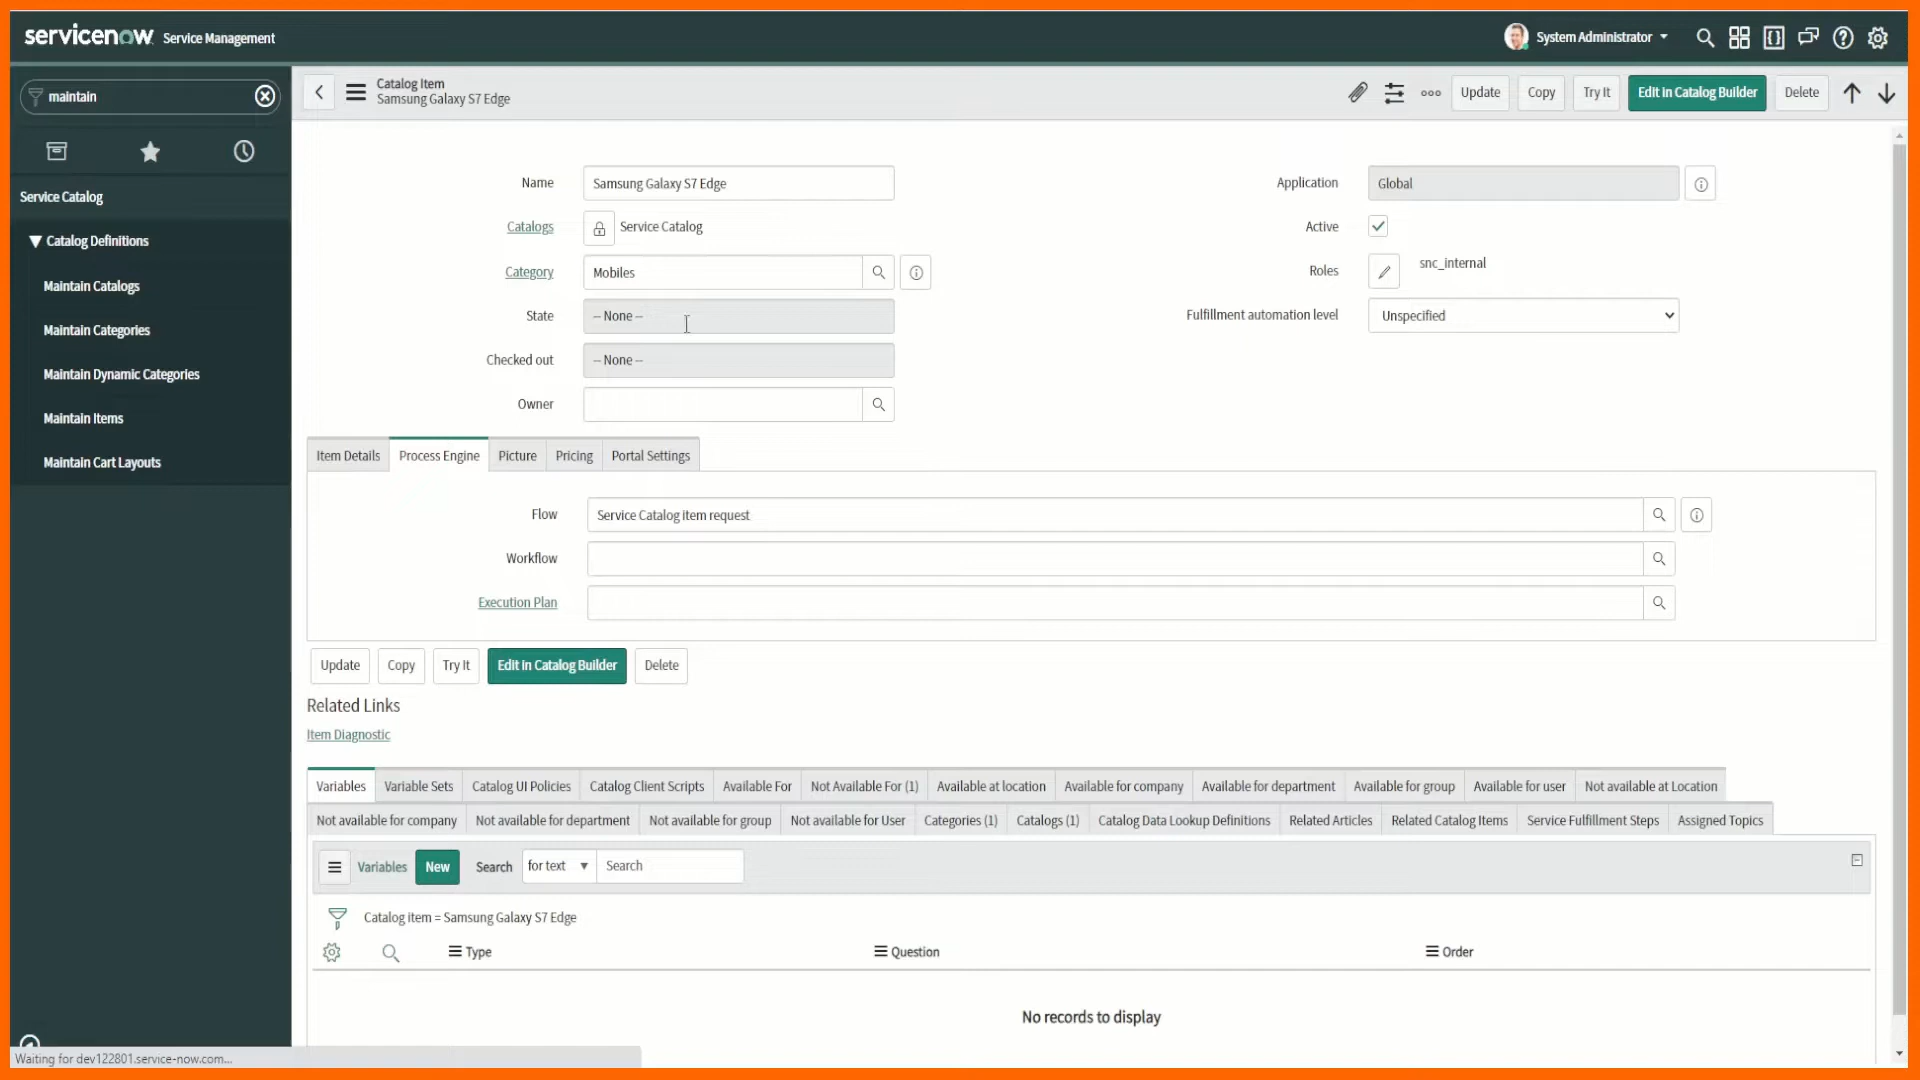 servicenow Service Management
System Administrator
maintain
Service Catalog
Catalog Definitions
Maintain Catalogs
Maintain Categories
Maintain Dynamic Categories
Maintain Items
Maintain Cart Layouts
Catalog Item
Samsung Galaxy S7 Edge
Update Copy Try It Edit in Catalog Builder Delete
Name Samsung Galaxy S7 Edge
Catalogs Service Catalog
Category Mobiles
State -- None --
Checked out -- None --
Owner
Application Global
Active
Roles snc_internal
Fulfillment automation level Unspecified
Item Details Process Engine Picture Pricing Portal Settings
Flow Service Catalog item request
Workflow
Execution Plan
Update Copy Try It Edit in Catalog Builder Delete
Related Links
Item Diagnostic
Variables Variable Sets Catalog UI Policies Catalog Client Scripts Available For Not Available For (1) Available at location Available for company Available for department Available for group Available for user Not available at Location
Not available for company Not available for department Not available for group Not available for User Categories (1) Catalogs (1) Catalog Data Lookup Definitions Related Articles Related Catalog Items Service Fulfillment Steps Assigned Topics
Variables New Search for text Search
Catalog item = Samsung Galaxy S7 Edge
Type Question Order
No records to display
Waiting for dev122801.service-now.com...